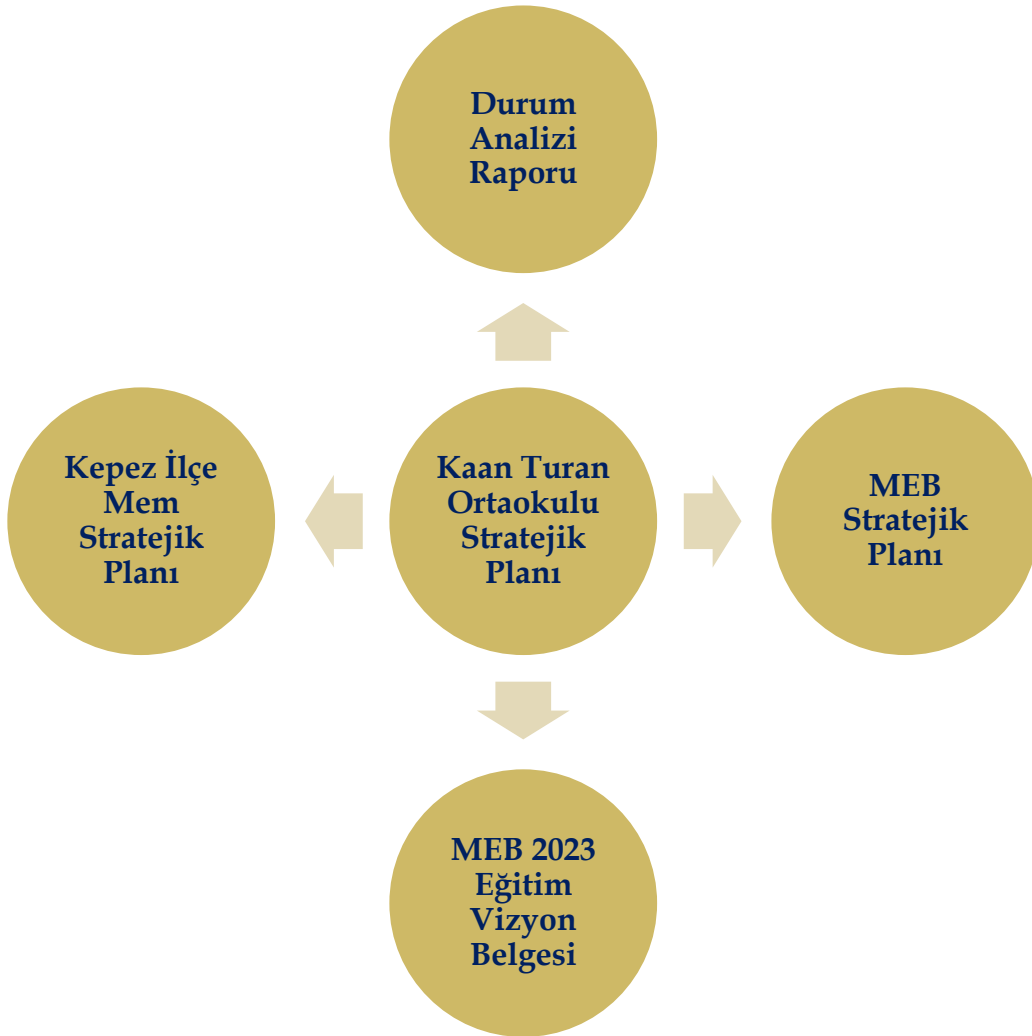 Durum
Analizi
Raporu
Kepez İlçe
Mem
Stratejik
Planı
Kaan Turan
Ortaokulu
Stratejik
Planı
MEB
Stratejik
Planı
MEB 2023
Eğitim
Vizyon
Belgesi